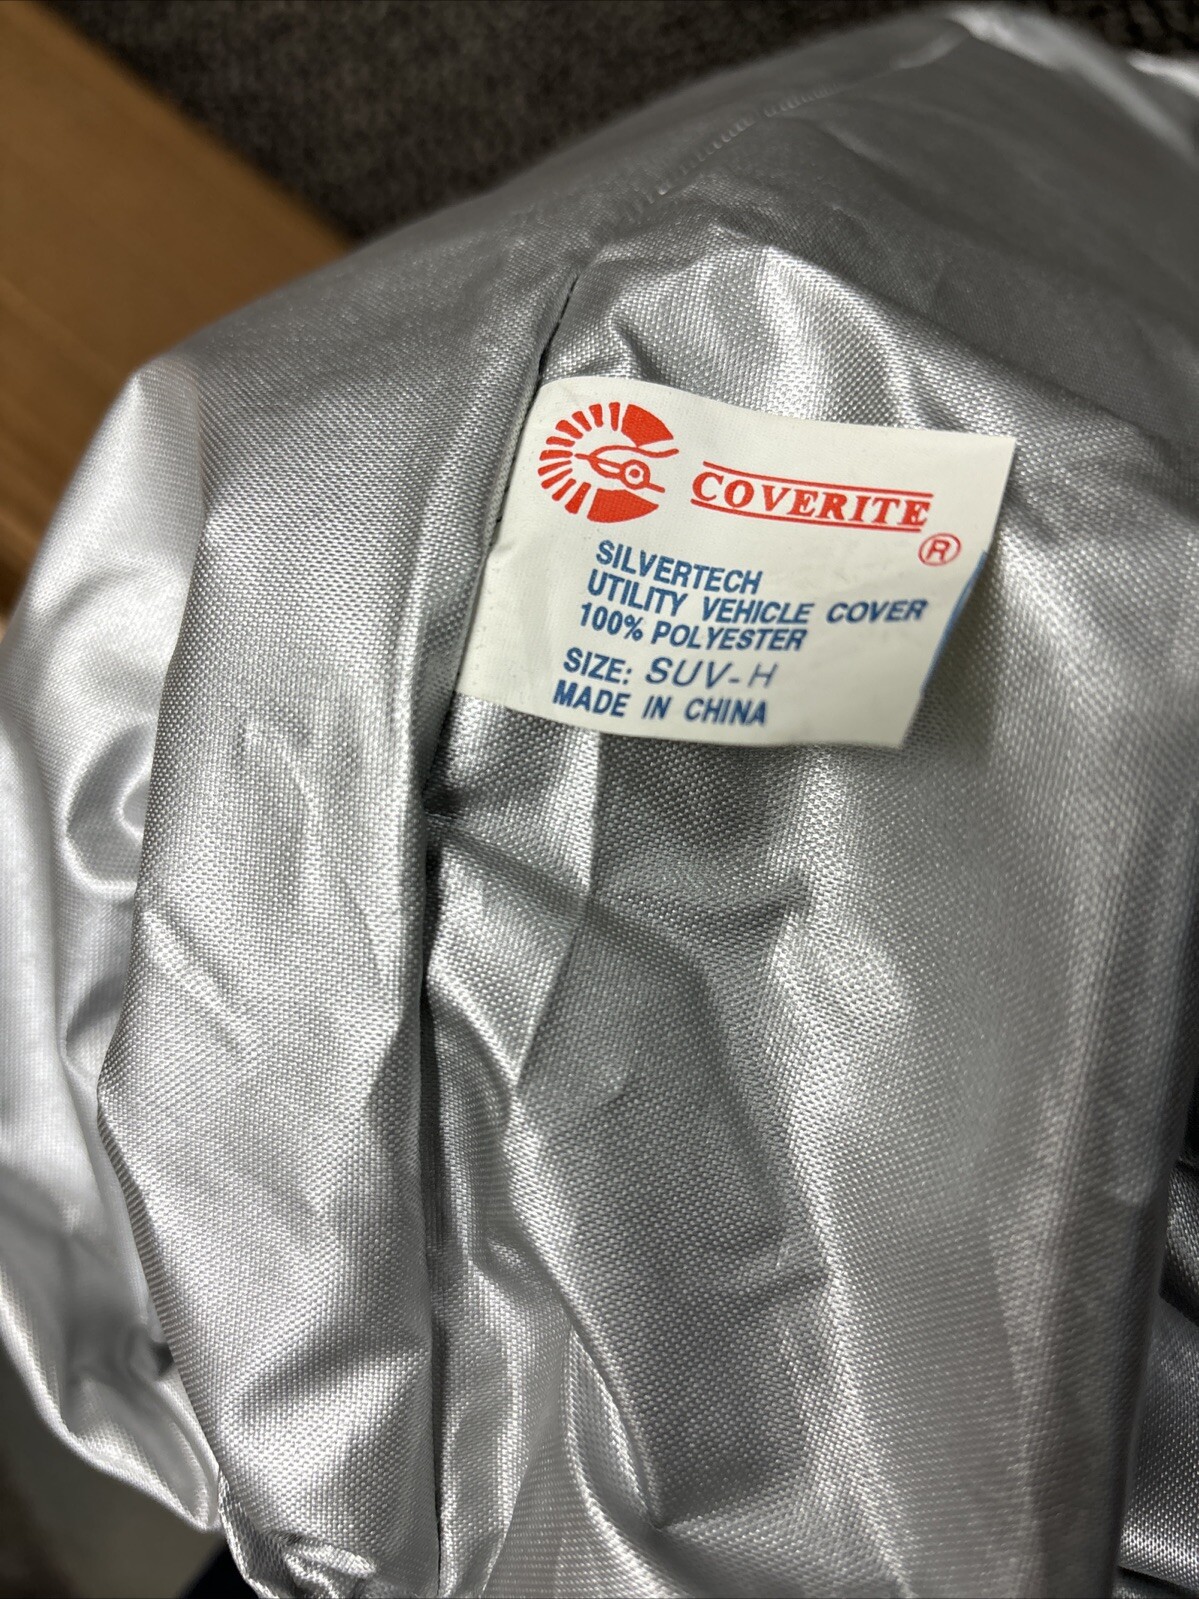 COVERITE
®
SILVERTECH
UTILITY VEHICLE COVER
100% POLYESTER
SIZE: SUV-H
MADE IN CHINA